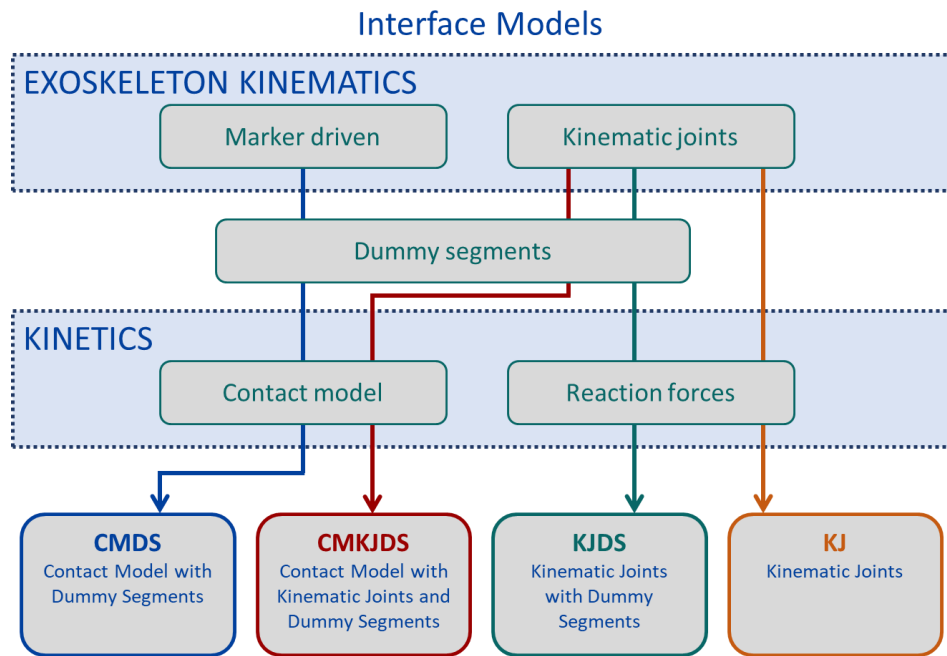 Interface Models
EXOSKELETON KINEMATICS
Marker driven
Kinematic joints
Dummy segments
KINETICS
Contact model
Reaction forces
CMDS
Contact Model with
Dummy Segments
CMKJDS
Contact Model with
Kinematic Joints and
Dummy Segments
KJDS
Kinematic Joints
with Dummy
Segments
KJ
Kinematic Joints